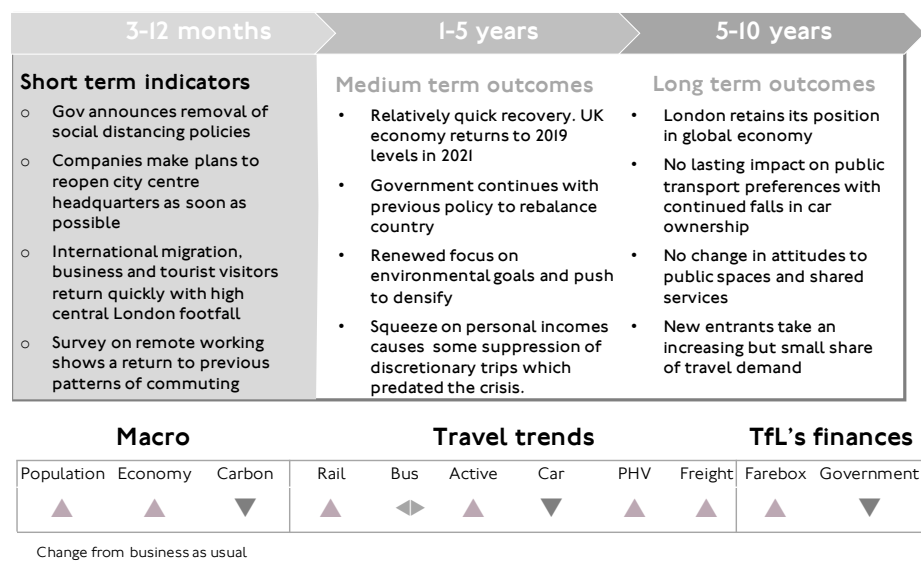 3-12 months
1-5 years
5-10 years
Short term indicators
o Gov announces removal of
social distancing policies
o Companies make plans to
reopen city centre
headquarters as soon as
possible
o International migration,
business and tourist visitors
return quickly with high
central London footfall
o Survey on remote working
shows a return to previous
patterns of commuting
Medium term outcomes
• Relatively quick recovery. UK
economy returns to 2019
levels in 2021
• Government continues with
previous policy to rebalance
country
• Renewed focus on
environmental goals and push
to densify
• Squeeze on personal incomes
causes some suppression of
discretionary trips which
predated the crisis.
Long term outcomes
• London retains its position
in global economy
• No lasting impact on public
transport preferences with
continued falls in car
ownership
• No change in attitudes to
public spaces and shared
services
• New entrants take an
increasing but small share
of travel demand
Macro
Travel trends
TfL's finances
Population Economy Carbon Rail Bus Active Car PHV Freight Farebox Government
Change from business as usual